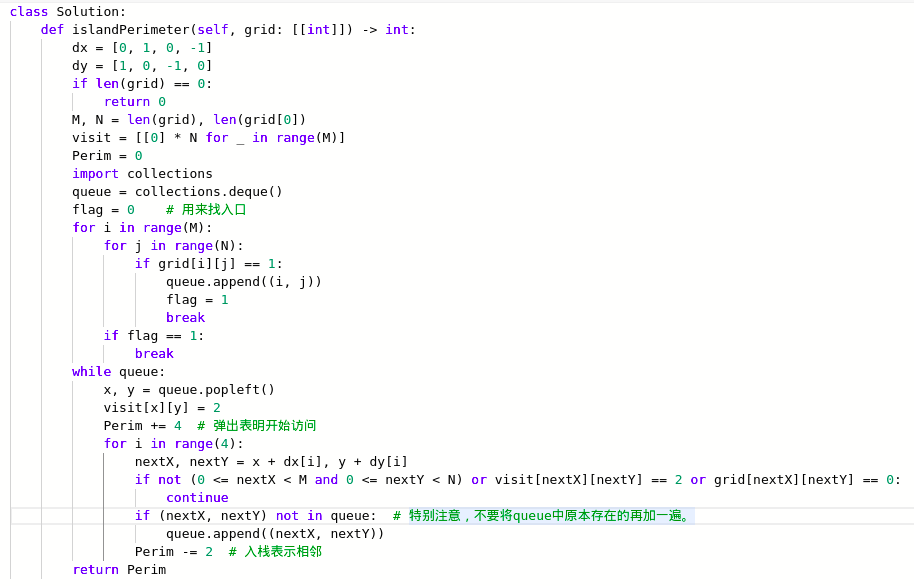 class Solution:
    def islandPerimeter(self, grid: [[int]]) -> int:
        dx = [0, 1, 0, -1]
        dy = [1, 0, -1, 0]
        if len(grid) == 0:
            return 0
        M, N = len(grid), len(grid[0])
        visit = [[0] * N for _ in range(M)]
        Perim = 0
        import collections
        queue = collections.deque()
        flag = 0    # 用来找入口
        for i in range(M):
            for j in range(N):
                if grid[i][j] == 1:
                    queue.append((i, j))
                    flag = 1
                    break
            if flag == 1:
                break
        while queue:
            x, y = queue.popleft()
            visit[x][y] = 2
            Perim += 4  # 弹出表明开始访问
            for i in range(4):
                nextX, nextY = x + dx[i], y + dy[i]
                if not (0 <= nextX < M and 0 <= nextY < N) or visit[nextX][nextY] == 2 or grid[nextX][nextY] == 0:
                    continue
                if (nextX, nextY) not in queue:  # 特别注意，不要将queue中原本存在的再加一遍。
                    queue.append((nextX, nextY))
                Perim -= 2  # 入栈表示相邻
        return Perim